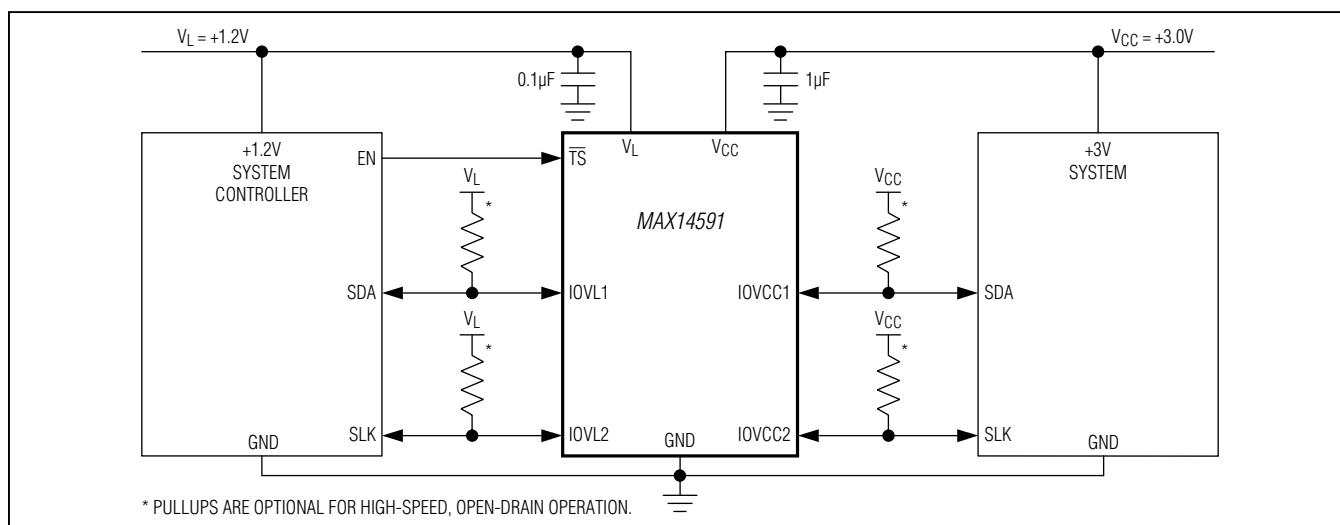 VL = +1.2V
VCC = +3.0V
0.1µF
1µF
+1.2V
SYSTEM
CONTROLLER
EN
SDA
SLK
GND
VL
*
VL
*
TS
VL
VCC
MAX14591
IOVL1
IOVL2
IOVCC1
IOVCC2
GND
VCC
*
VCC
*
+3V
SYSTEM
SDA
SLK
GND
* PULLUPS ARE OPTIONAL FOR HIGH-SPEED, OPEN-DRAIN OPERATION.